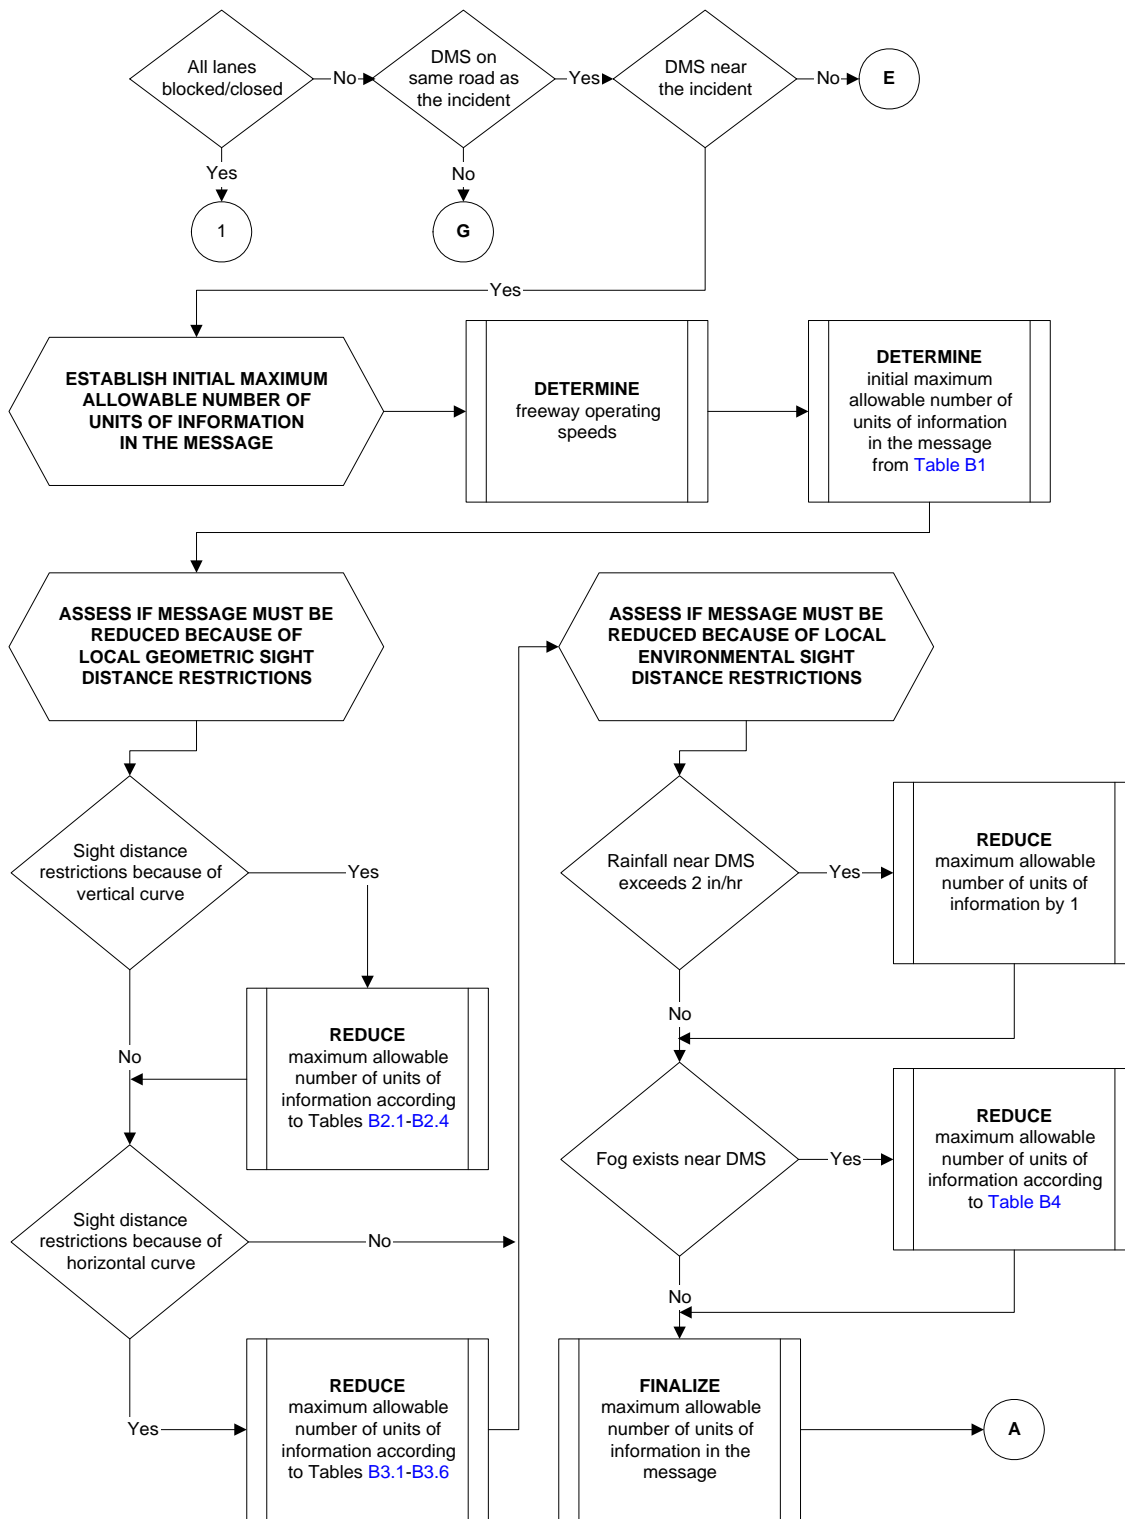 All lanes
blocked/closed
No
DMS on
same road as
the incident
Yes
DMS near
the incident
No
E
Yes
1
No
G
Yes
ESTABLISH INITIAL MAXIMUM
ALLOWABLE NUMBER OF
UNITS OF INFORMATION
IN THE MESSAGE
DETERMINE
freeway operating
speeds
DETERMINE
initial maximum
allowable number of
units of information
in the message
from Table B1
ASSESS IF MESSAGE MUST BE
REDUCED BECAUSE OF
LOCAL GEOMETRIC SIGHT
DISTANCE RESTRICTIONS
ASSESS IF MESSAGE MUST BE
REDUCED BECAUSE OF LOCAL
ENVIRONMENTAL SIGHT
DISTANCE RESTRICTIONS
Sight distance
restrictions because of
vertical curve
Yes
No
REDUCE
maximum allowable
number of units of
information according
to Tables B2.1-B2.4
Sight distance
restrictions because of
horizontal curve
No
Yes
REDUCE
maximum allowable
number of units of
information according
to Tables B3.1-B3.6
Rainfall near DMS
exceeds 2 in/hr
Yes
REDUCE
maximum allowable
number of units of
information by 1
No
Fog exists near DMS
Yes
REDUCE
maximum allowable
number of units of
information according
to Table B4
No
FINALIZE
maximum allowable
number of units of
information in the
message
A